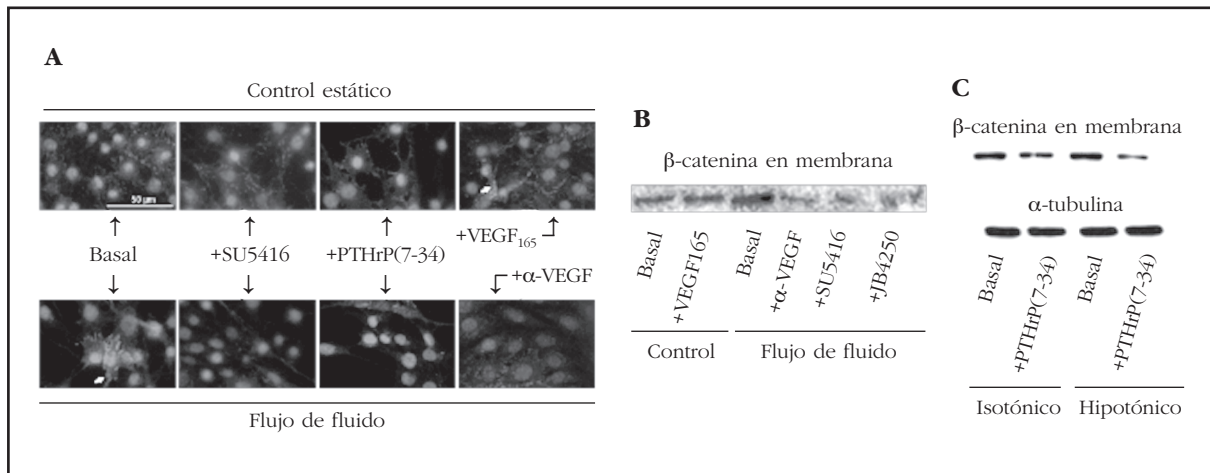 A
Control estático
50 µm
Basal
+SU5416
+PTHrP(7-34)
+VEGF165
+α-VEGF
Flujo de fluido
B
β-catenina en membrana
Basal
+VEGF165
Basal
+α-VEGF
+SU5416
+JB4250
Control
Flujo de fluido
C
β-catenina en membrana
α-tubulina
Basal
+PTHrP(7-34)
Basal
+PTHrP(7-34)
Isotónico
Hipotónico